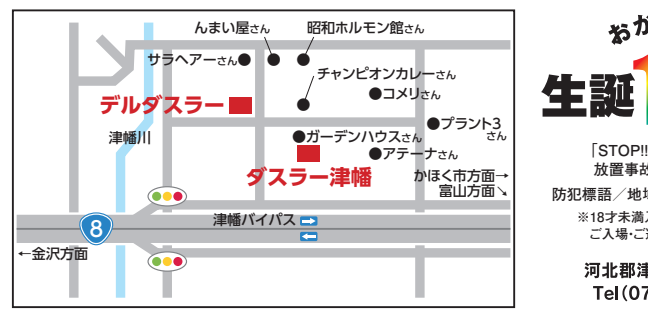 んまい屋さん
昭和ホルモン館さん
サラヘアーさん
チャンピオンカレーさん
コメリさん
デルダスラー
プラント3
さん
津幡川
ガーデンハウスさん
アテーナさん
ダスラー津幡
かほく市方面→
富山方面↘
津幡バイパス
8
←金沢方面
生誕
「STOP!!
放置事故
防犯標語/地域
※18才未満
ご入場・ご遊
河北郡津
Tel(07